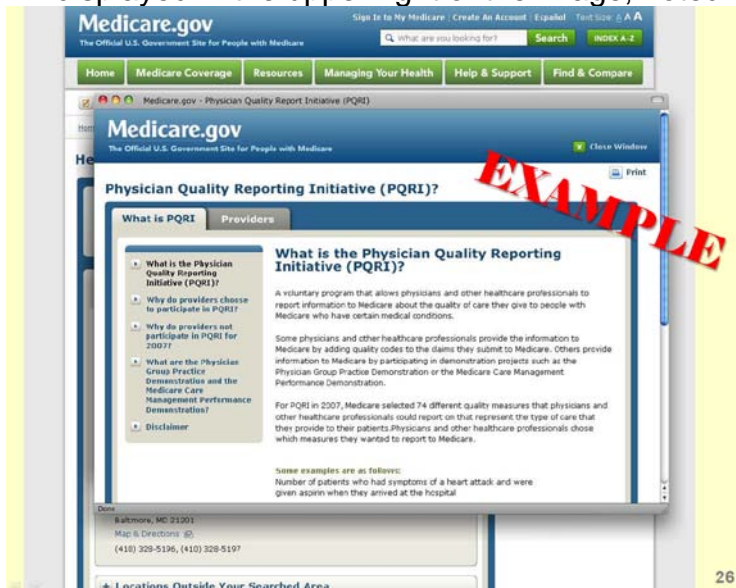 Medicare.gov
The Official U.S. Government Site for People with Medicare
Sign In to My Medicare | Create An Account | Español Text Size: A A A
What are you looking for? Search INDEX A-Z
Home Medicare Coverage Resources Managing Your Health Help & Support Find & Compare
Medicare.gov - Physician Quality Report Initiative (PQRI)
Medicare.gov
The Official U.S. Government Site for People with Medicare
Close Window
Print
EXAMPLE
Physician Quality Reporting Initiative (PQRI)?
What is PQRI Providers
What is the Physician
Quality Reporting
Initiative (PQRI)?
Why do providers choose
to participate in PQRI?
Why do providers not
participate in PQRI for
2007?
What are the Physician
Group Practice
Demonstration and the
Medicare Care
Management Performance
Demonstration?
Disclaimer
What is the Physician Quality Reporting
Initiative (PQRI)?
A voluntary program that allows physicians and other healthcare professionals to
report information to Medicare about the quality of care they give to people with
Medicare who have certain medical conditions.
Some physicians and other healthcare professionals provide the information to
Medicare by adding quality codes to the claims they submit to Medicare. Others provide
information to Medicare by participating in demonstration projects such as the
Physician Group Practice Demonstration or the Medicare Care Management
Performance Demonstration.
For PQRI in 2007, Medicare selected 74 different quality measures that physicians and
other healthcare professionals could report on that represent the type of care that
they provide to their patients.Physicians and other healthcare professionals chose
which measures they wanted to report to Medicare.
Some examples are as follows:
Number of patients who had symptoms of a heart attack and were
given aspirin when they arrived at the hospital
Done
Baltimore, MD 21201
Map & Directions
(410) 328-5196, (410) 328-5197
+ Locations Outside Your Searched Area
26